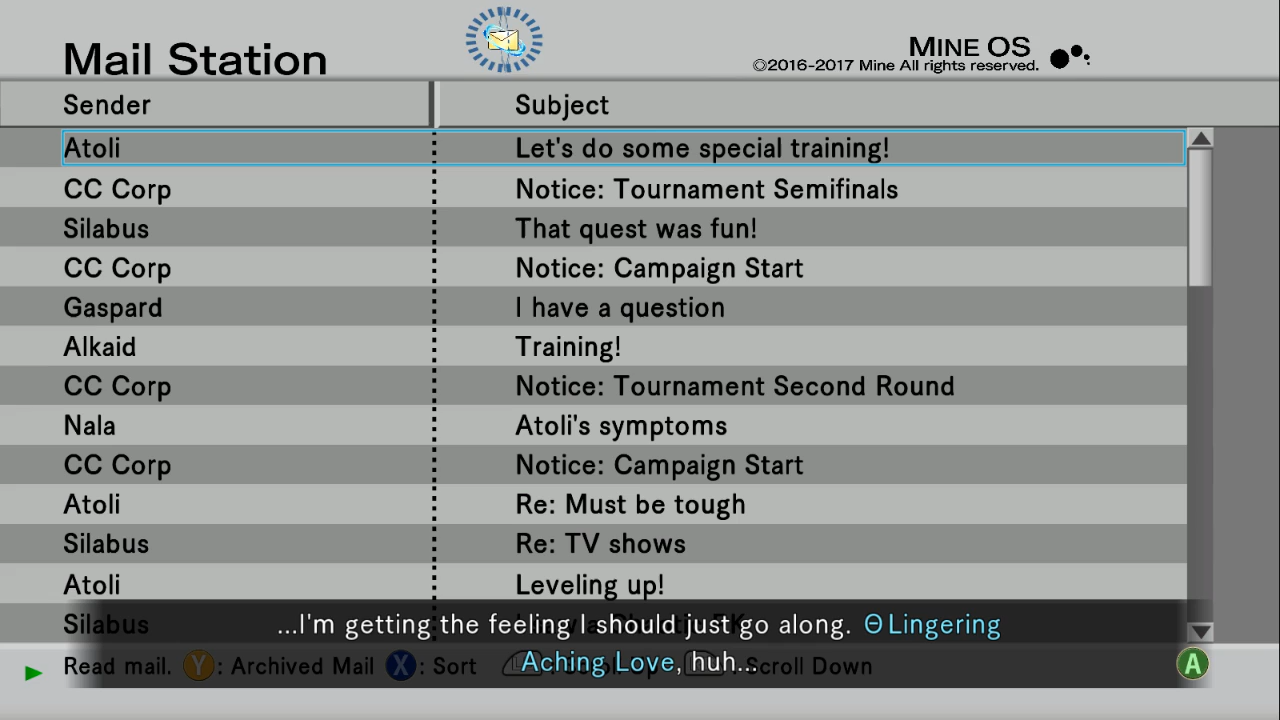 Mail Station
MINE OS
©2016-2017 Mine All rights reserved.
Sender Subject
Atoli Let's do some special training!
CC Corp Notice: Tournament Semifinals
Silabus That quest was fun!
CC Corp Notice: Campaign Start
Gaspard I have a question
Alkaid Training!
CC Corp Notice: Tournament Second Round
Nala Atoli's symptoms
CC Corp Notice: Campaign Start
Atoli Re: Must be tough
Silabus Re: TV shows
Atoli Leveling up!
Silabus
...I'm getting the feeling I should just go along. ΘLingering
Aching Love, huh...
Read mail. Y: Archived Mail X: Sort Scroll Down
A